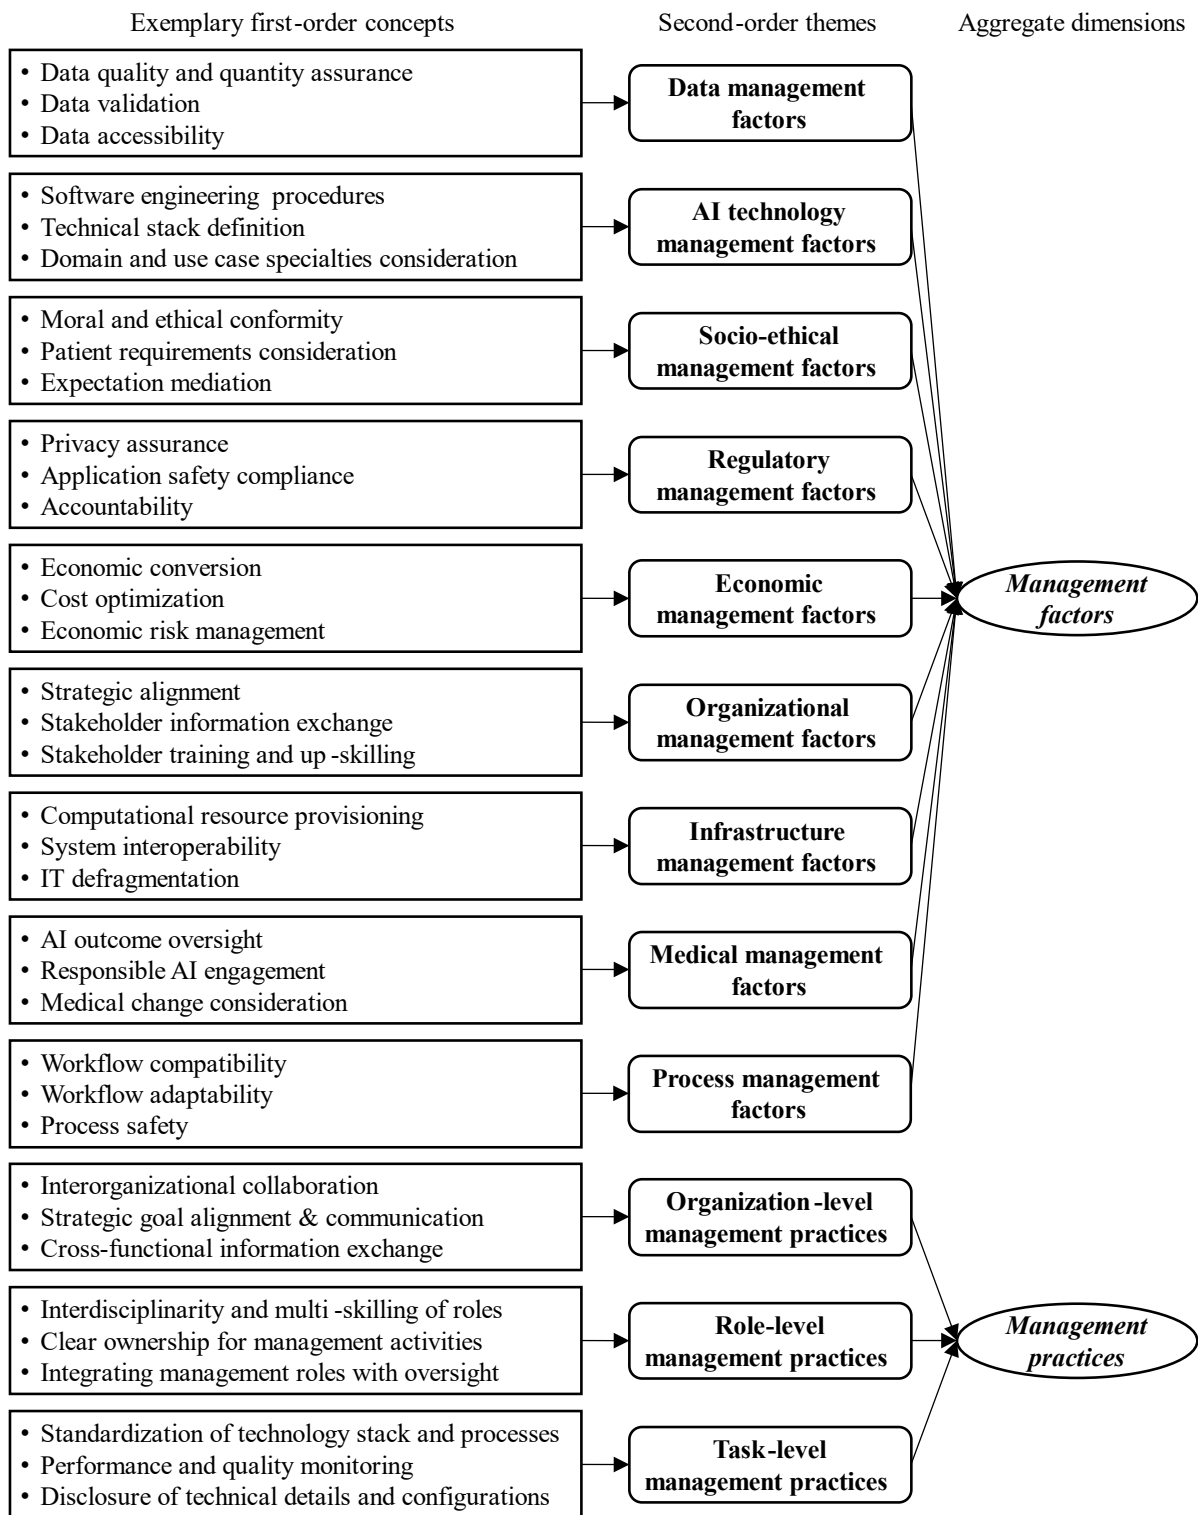 Exemplary first-order concepts
Second-order themes
Aggregate dimensions
• Data quality and quantity assurance
• Data validation
• Data accessibility
Data management
factors
• Software engineering procedures
• Technical stack definition
• Domain and use case specialties consideration
AI technology
management factors
• Moral and ethical conformity
• Patient requirements consideration
• Expectation mediation
Socio-ethical
management factors
• Privacy assurance
• Application safety compliance
• Accountability
Regulatory
management factors
• Economic conversion
• Cost optimization
• Economic risk management
Economic
management factors
Management
factors
• Strategic alignment
• Stakeholder information exchange
• Stakeholder training and up-skilling
Organizational
management factors
• Computational resource provisioning
• System interoperability
• IT defragmentation
Infrastructure
management factors
• AI outcome oversight
• Responsible AI engagement
• Medical change consideration
Medical management
factors
• Workflow compatibility
• Workflow adaptability
• Process safety
Process management
factors
• Interorganizational collaboration
• Strategic goal alignment & communication
• Cross-functional information exchange
Organization-level
management practices
• Interdisciplinarity and multi-skilling of roles
• Clear ownership for management activities
• Integrating management roles with oversight
Role-level
management practices
Management
practices
• Standardization of technology stack and processes
• Performance and quality monitoring
• Disclosure of technical details and configurations
Task-level
management practices